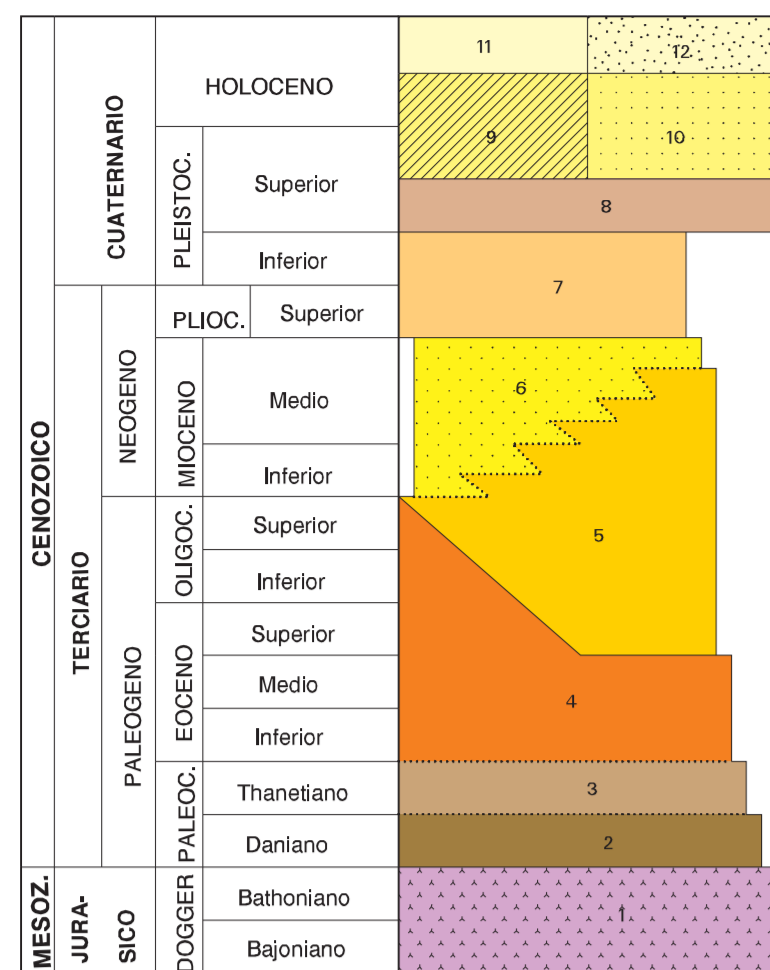 CENOZOICO
MESOZ.
CUATERNARIO
TERCIARIO
JURA-
SICO
NEOGENO
PALEOGENO
HOLOCENO
PLEISTOC.
Superior
Inferior
PLIOC.
Superior
MIOCENO
Medio
Inferior
OLIGOC.
Superior
Inferior
EOCENO
Superior
Medio
Inferior
PALEOC.
Thanetiano
Daniano
DOGGER
Bathoniano
Bajoniano
11
12
9
10
8
7
6
5
4
3
2
1